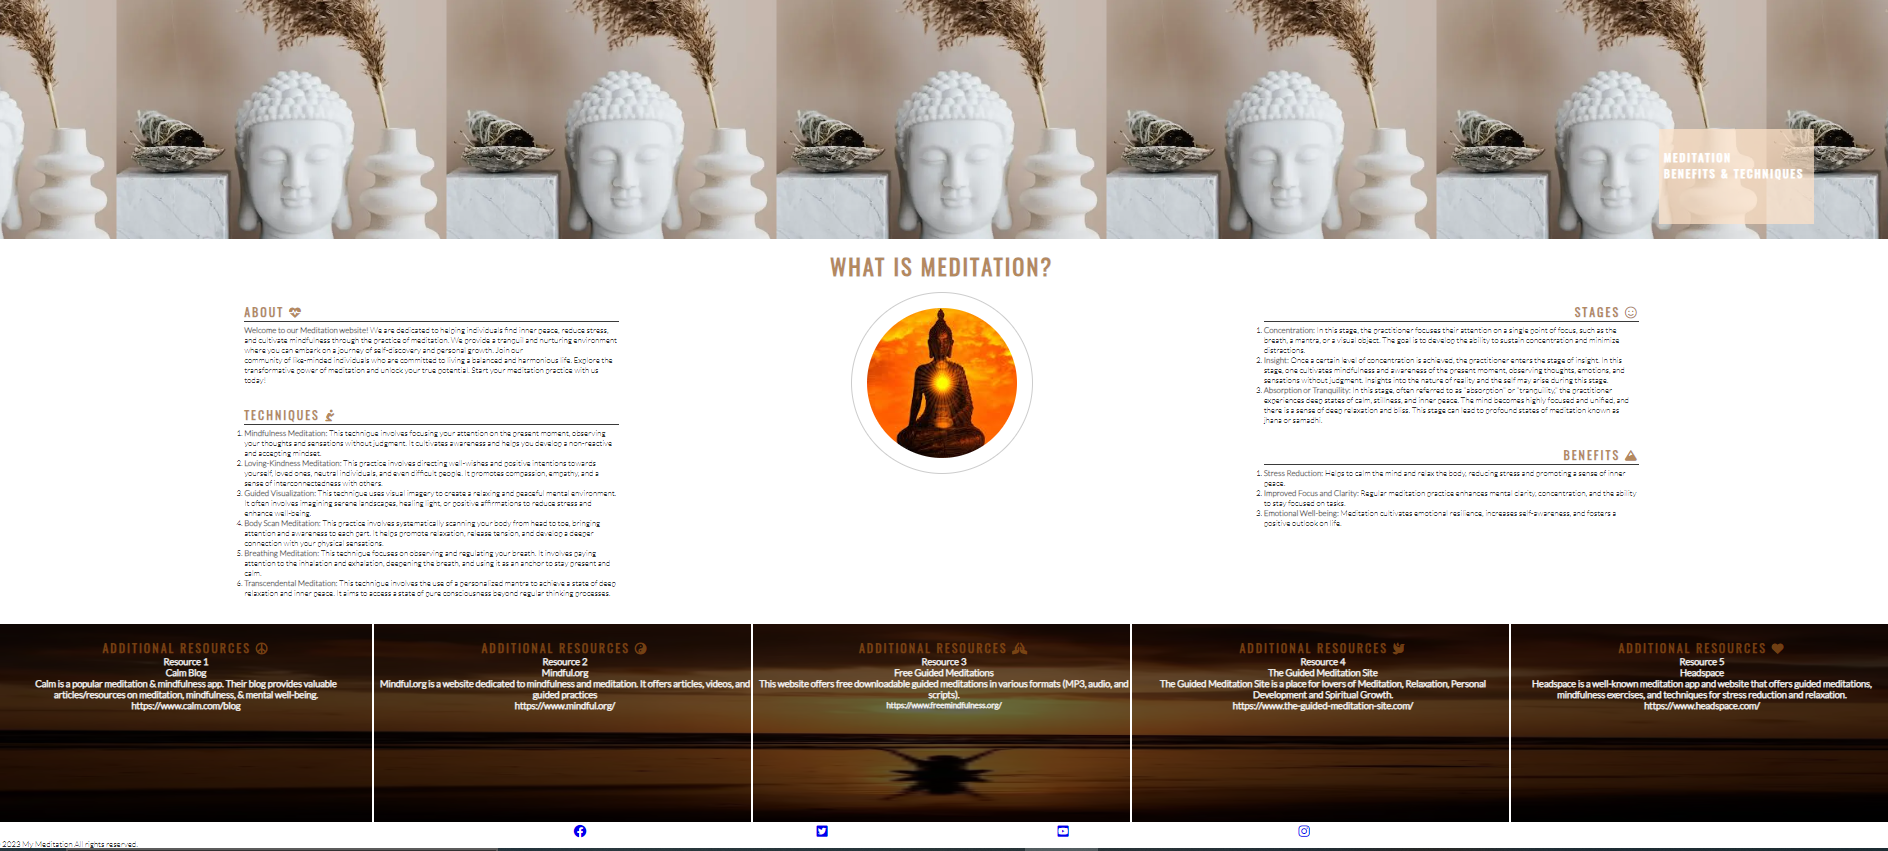 MEDITATION
BENEFITS & TECHNIQUES
WHAT IS MEDITATION?
ABOUT
Welcome to our Meditation website! We are dedicated to helping individuals find inner peace, reduce stress,
and cultivate mindfulness through the practice of meditation. We provide a tranquil and nurturing environment
where you can embark on a journey of self-discovery and personal growth. Join our
community of like-minded individuals who are committed to living a balanced and harmonious life. Explore the
transformative power of meditation and unlock your true potential. Start your meditation practice with us
today!
TECHNIQUES
1. Mindfulness Meditation: This technique involves focusing your attention on the present moment, observing
your thoughts and sensations without judgment. It cultivates awareness and helps you develop a non-reactive
and accepting mindset.
2. Loving-Kindness Meditation: This practice involves directing well-wishes and positive intentions towards
yourself, loved ones, neutral individuals, and even difficult people. It promotes compassion, empathy, and a
sense of interconnectedness with others.
3. Guided Visualization: This technique uses visual imagery to create a relaxing and peaceful mental environment.
It often involves imagining serene landscapes, healing light, or positive affirmations to reduce stress and
enhance well-being.
4. Body Scan Meditation: This practice involves systematically scanning your body from head to toe, bringing
attention and awareness to each part. It helps promote relaxation, release tension, and develop a deeper
connection with your physical sensations.
5. Breathing Meditation: This technique focuses on observing and regulating your breath. It involves paying
attention to the inhalation and exhalation, deepening the breath, and using it as an anchor to stay present and
calm.
6. Transcendental Meditation: This technique involves the use of a personalized mantra to achieve a state of deep
relaxation and inner peace. It aims to access a state of pure consciousness beyond regular thinking processes.
STAGES
1. Concentration: In this stage, the practitioner focuses their attention on a single point of focus, such as the
breath, a mantra, or a visual object. The goal is to develop the ability to sustain concentration and minimize
distractions.
2. Insight: Once a certain level of concentration is achieved, the practitioner enters the stage of insight. In this
stage, one cultivates mindfulness and awareness of the present moment, observing thoughts, emotions, and
sensations without judgment. Insights into the nature of reality and the self may arise during this stage.
3. Absorption or Tranquility: In this stage, often referred to as "absorption" or "tranquility," the practitioner
experiences deep states of calm, stillness, and inner peace. The mind becomes highly focused and unified, and
there is a sense of deep relaxation and bliss. This stage can lead to profound states of meditation known as
jhana or samadhi.
BENEFITS
1. Stress Reduction: Helps to calm the mind and relax the body, reducing stress and promoting a sense of inner
peace.
2. Improved Focus and Clarity: Regular meditation practice enhances mental clarity, concentration, and the ability
to stay focused on tasks.
3. Emotional Well-being: Meditation cultivates emotional resilience, increases self-awareness, and fosters a
positive outlook on life.
ADDITIONAL RESOURCES
Resource 1
Calm Blog
Calm is a popular meditation & mindfulness app. Their blog provides valuable
articles/resources on meditation, mindfulness, & mental well-being.
https://www.calm.com/blog
ADDITIONAL RESOURCES
Resource 2
Mindful.org
Mindful.org is a website dedicated to mindfulness and meditation. It offers articles, videos, and
guided practices
https://www.mindful.org/
ADDITIONAL RESOURCES
Resource 3
Free Guided Meditations
This website offers free downloadable guided meditations in various formats (MP3, audio, and
scripts).
https://www.freemindfulness.org/
ADDITIONAL RESOURCES
Resource 4
The Guided Meditation Site
The Guided Meditation Site is a place for lovers of Meditation, Relaxation, Personal
Development and Spiritual Growth.
https://www.the-guided-meditation-site.com/
ADDITIONAL RESOURCES
Resource 5
Headspace
Headspace is a well-known meditation app and website that offers guided meditations,
mindfulness exercises, and techniques for stress reduction and relaxation.
https://www.headspace.com/
2023 My Meditation All rights reserved.